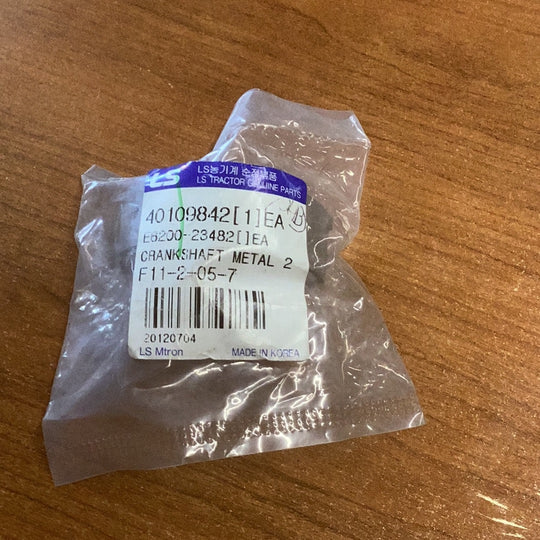 LS
LS농기계 순정부품
LS TRACTOR GENUINE PARTS
40109842[1]EA
E6200-23482[]EA
CRANKSHAFT METAL 2
F11-2-05-7
20120704
LS Mtron MADE IN KOREA